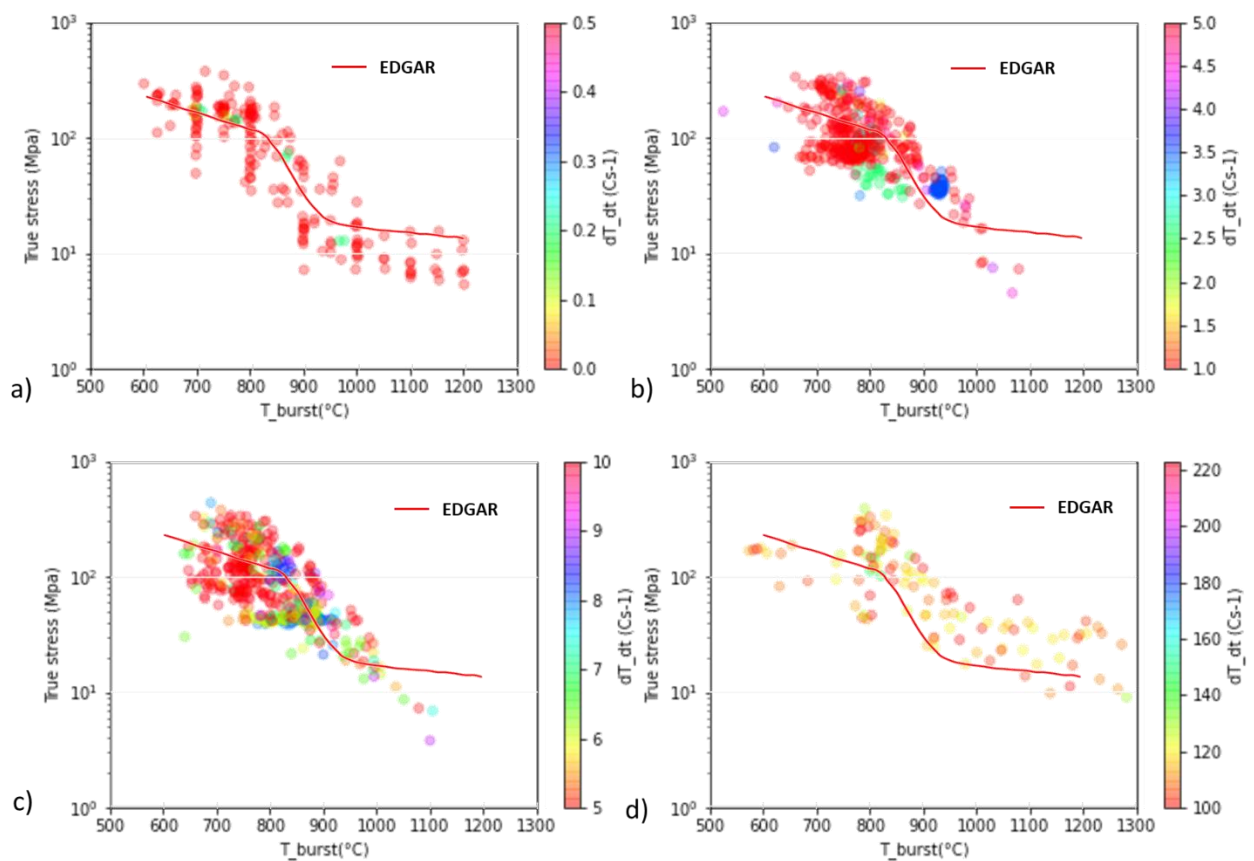 10³
10²
10¹
10⁰
True stress (Mpa)
EDGAR
500 600 700 800 900 1000 1100 1200 1300
T_burst(°C)
0.5
0.4
0.3
0.2
0.1
0.0
dT_dt (Cs-1)
a)
10³
10²
10¹
10⁰
True stress (Mpa)
EDGAR
500 600 700 800 900 1000 1100 1200 1300
T_burst(°C)
5.0
4.5
4.0
3.5
3.0
2.5
2.0
1.5
1.0
dT_dt (Cs-1)
b)
10³
10²
10¹
10⁰
True stress (Mpa)
EDGAR
500 600 700 800 900 1000 1100 1200 1300
T_burst(°C)
10
9
8
7
6
5
dT_dt (Cs-1)
c)
10³
10²
10¹
10⁰
True stress (Mpa)
EDGAR
500 600 700 800 900 1000 1100 1200 1300
T_burst(°C)
220
200
180
160
140
120
100
dT_dt (Cs-1)
d)